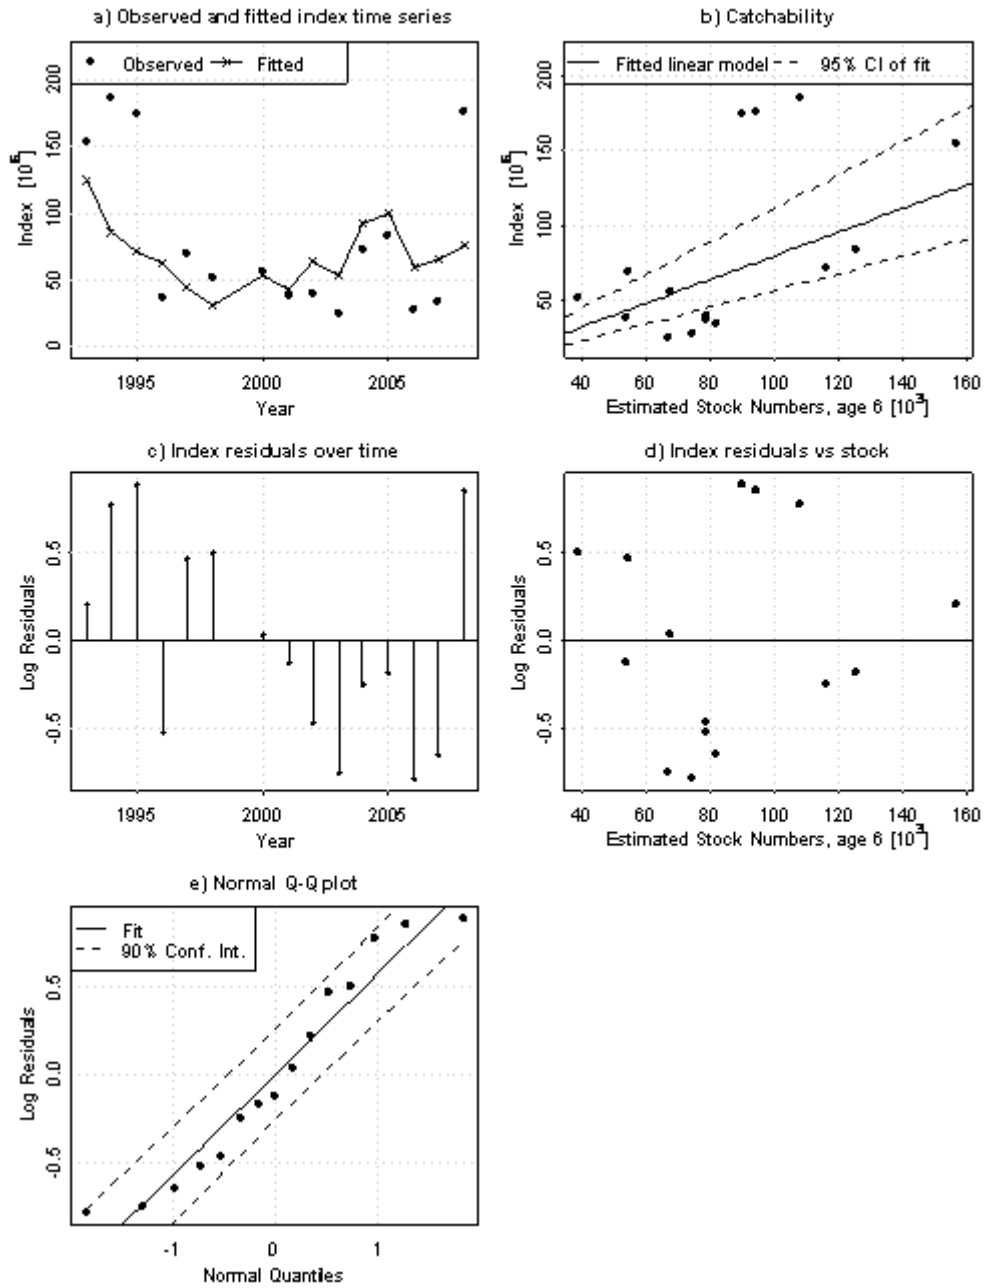 a) Observed and fitted index time series
Observed Fitted
Index [10^5]
0 50 100 150 200
1995 2000 2005
Year
b) Catchability
Fitted linear model 95% CI of fit
Index [10^5]
50 100 150 200
40 60 80 100 120 140 160
Estimated Stock Numbers, age 6 [10^3]
c) Index residuals over time
Log Residuals
-0.5 0.0 0.5
1995 2000 2005
Year
d) Index residuals vs stock
Log Residuals
-0.5 0.0 0.5
40 60 80 100 120 140 160
Estimated Stock Numbers, age 6 [10^3]
e) Normal Q-Q plot
Fit
90% Conf. Int.
Log Residuals
-0.5 0.0 0.5
-1 0 1
Normal Quantiles